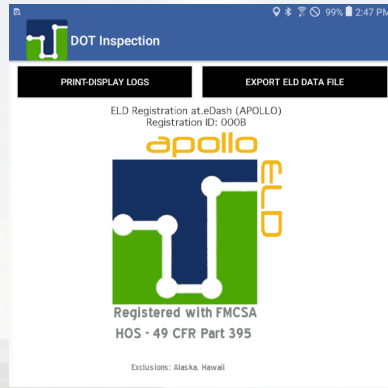 99% 2:47 PM
DOT Inspection
PRINT-DISPLAY LOGS
EXPORT ELD DATA FILE
ELD Registration at.eDash (APOLLO)
Registration ID: 000B
apollo
ELD
Registered with FMCSA
HOS - 49 CFR Part 395
Exclusions: Alaska, Hawaii